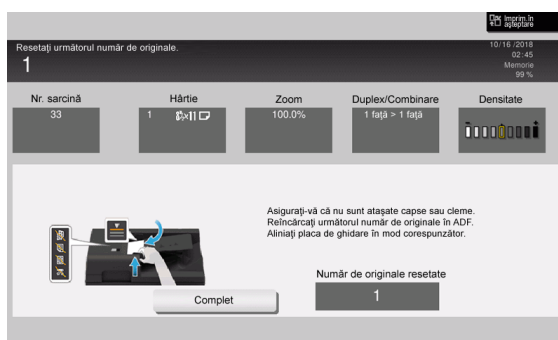 Imprim. în
așteptare
Resetați următorul număr de originale.
1
10/16 /2018
02:45
Memorie
99 %
Nr. sarcină
Hârtie
Zoom
Duplex/Combinare
Densitate
33
1
100.0%
1 față > 1 față
Asigurați-vă că nu sunt atașate capse sau cleme.
Reîncărcați următorul număr de originale în ADF.
Aliniați placa de ghidare în mod corespunzător.
Număr de originale resetate
1
Complet